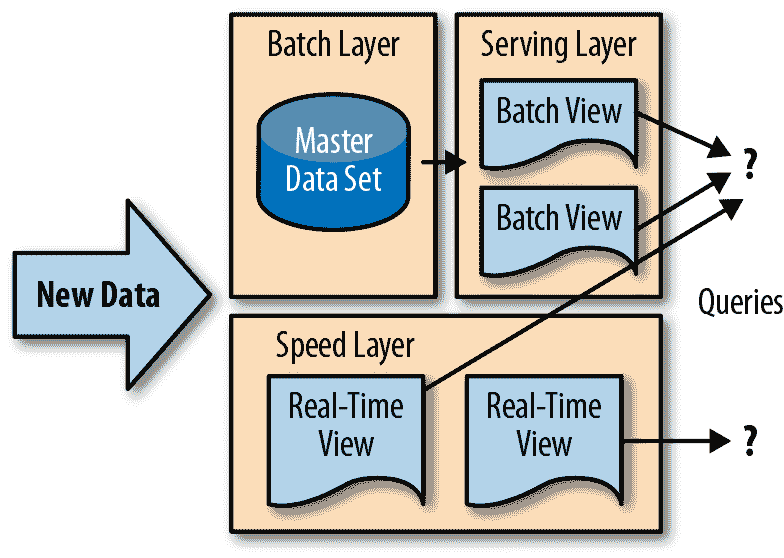 Batch Layer
Master
Data Set
Serving Layer
Batch View
Batch View
?
New Data
Queries
Speed Layer
Real-Time
View
Real-Time
View
?